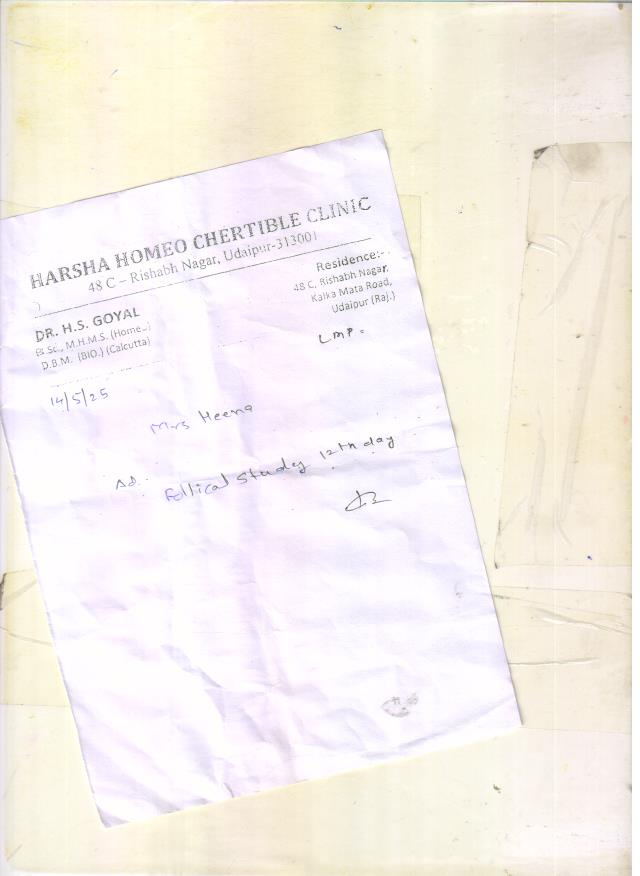 HARSHA HOMEO CHERTIBLE CLINIC
48 C – Rishabh Nagar, Udaipur-313001
DR. H.S. GOYAL
B.Sc., M.H.M.S. (Home..)
D.B.M. (BIO.) (Calcutta)
Residence:-
48 C, Rishabh Nagar,
Kalka Mata Road,
Udaipur (Raj.)
LMP =
14/5/25
Mrs Heena
Ad.
Follical Study 12th day